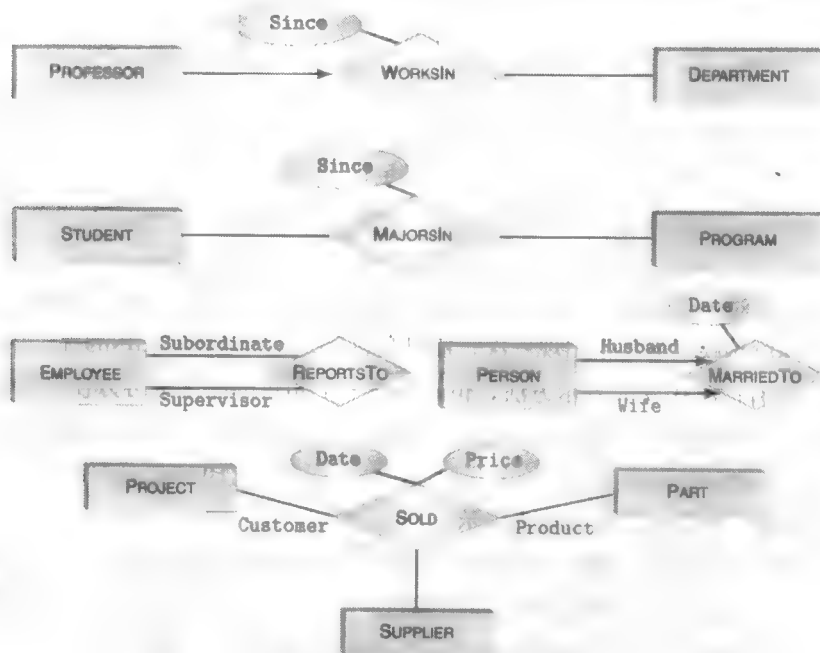 Since
PROFESSOR WORKSIN DEPARTMENT
Since
STUDENT MAJORSIN PROGRAM
Date
Subordinate Husband
EMPLOYEE REPORTSTO PERSON MARRIEDTO
Supervisor Wife
Date Price
PROJECT SOLD PART
Customer Product
SUPPLIER